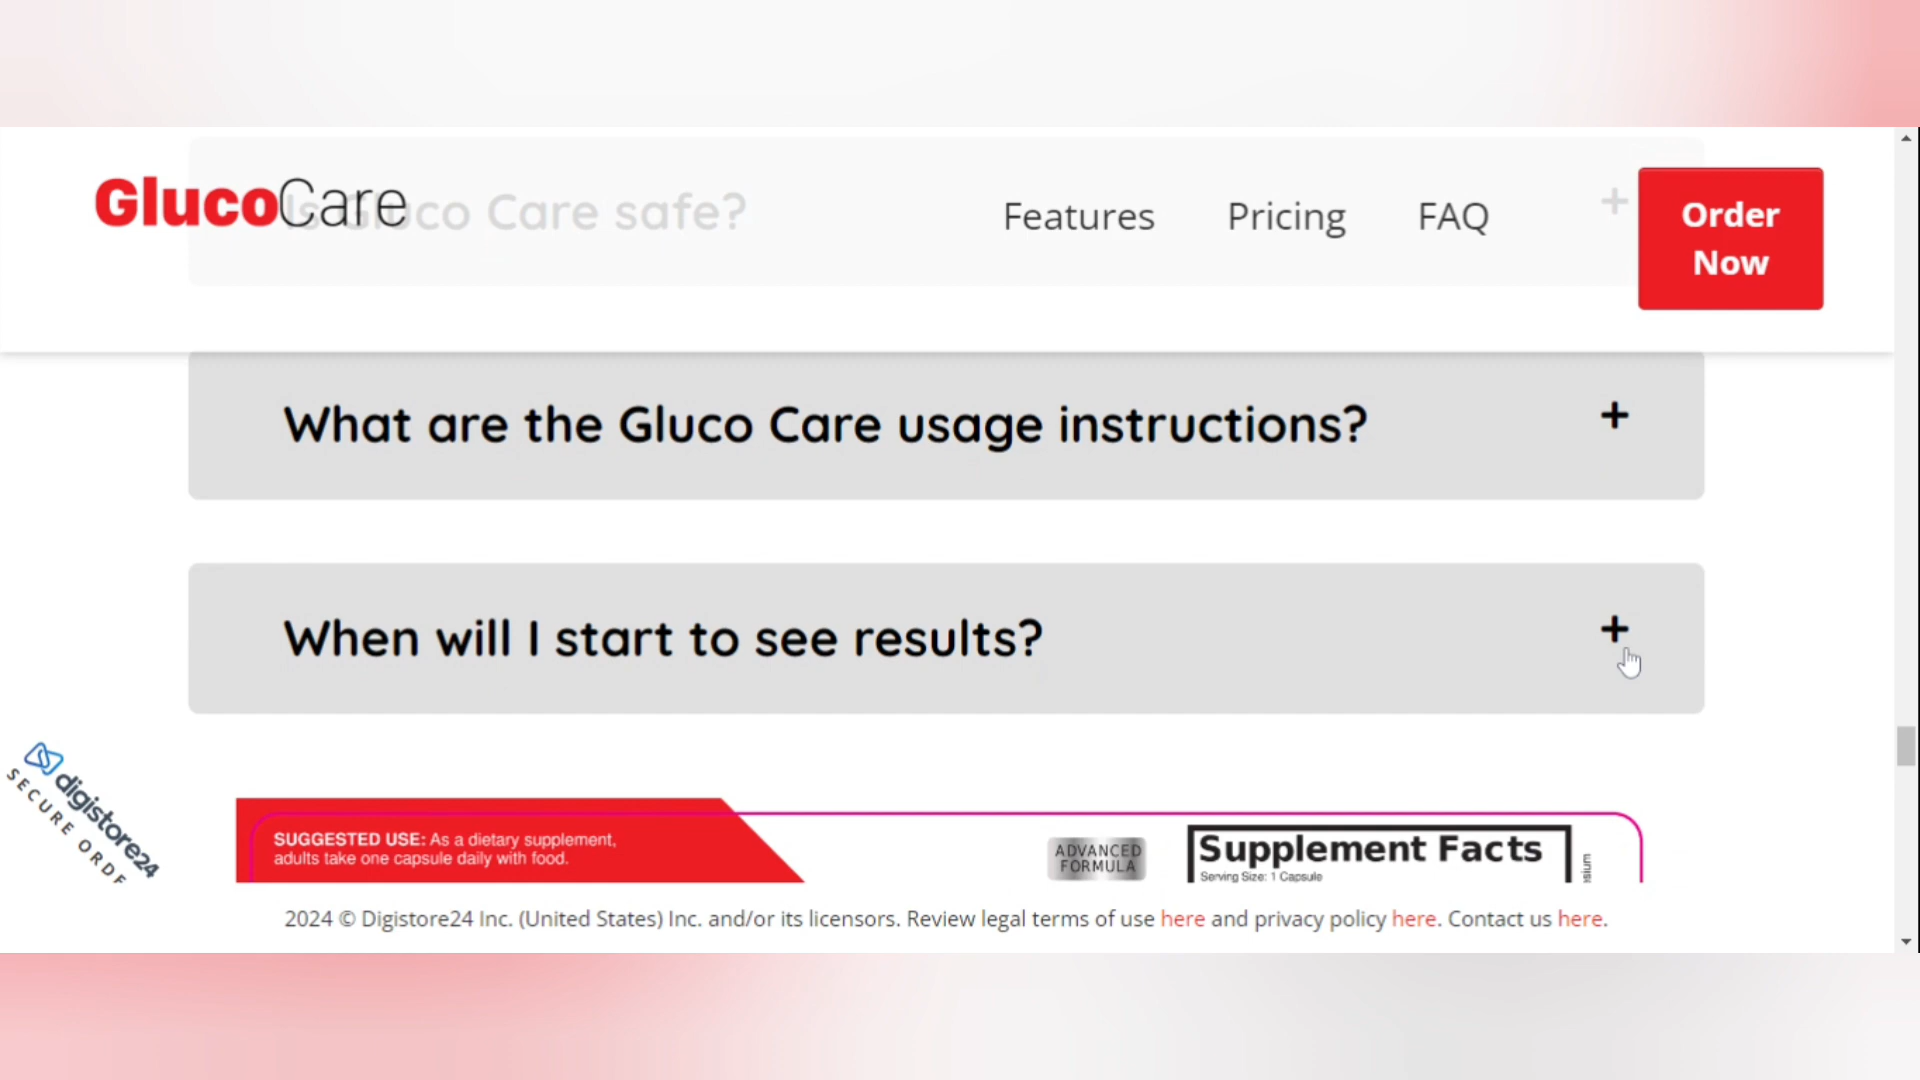 GlucoCare
Is Gluco Care safe?
Features
Pricing
FAQ
+
Order
Now
What are the Gluco Care usage instructions?
+
When will I start to see results?
+
digistore24
SECURE ORDE
SUGGESTED USE: As a dietary supplement,
adults take one capsule daily with food.
ADVANCED
FORMULA
Supplement Facts
Serving Size: 1 Capsule
sium
2024 © Digistore24 Inc. (United States) Inc. and/or its licensors. Review legal terms of use here and privacy policy here. Contact us here.